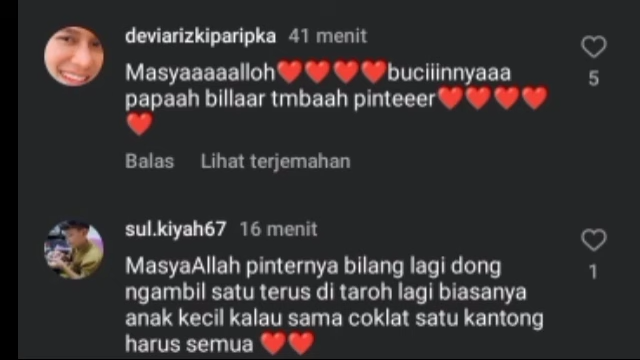 deviarizkiparipka 41 menit
Masyaaaaalloh❤️❤️❤️❤️buciiinnyaaa
papaah billaar tmbaah pinteeer❤️❤️❤️❤️
❤️
5
Balas Lihat terjemahan
sul.kiyah67 16 menit
MasyaAllah pinternya bilang lagi dong
ngambil satu terus di taroh lagi biasanya
anak kecil kalau sama coklat satu kantong
harus semua ❤️❤️
1